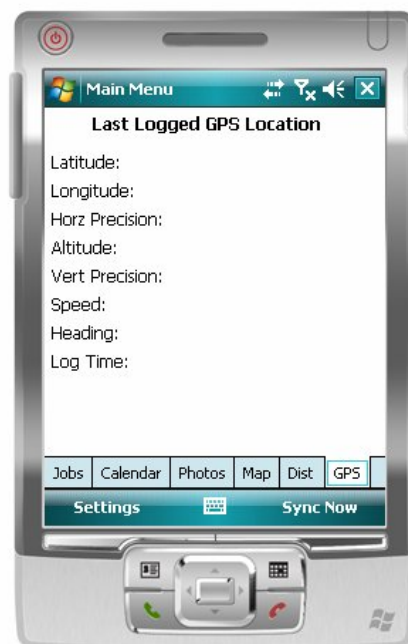 Main Menu
Last Logged GPS Location
Latitude:
Longitude:
Horz Precision:
Altitude:
Vert Precision:
Speed:
Heading:
Log Time:
Jobs Calendar Photos Map Dist GPS
Settings Sync Now